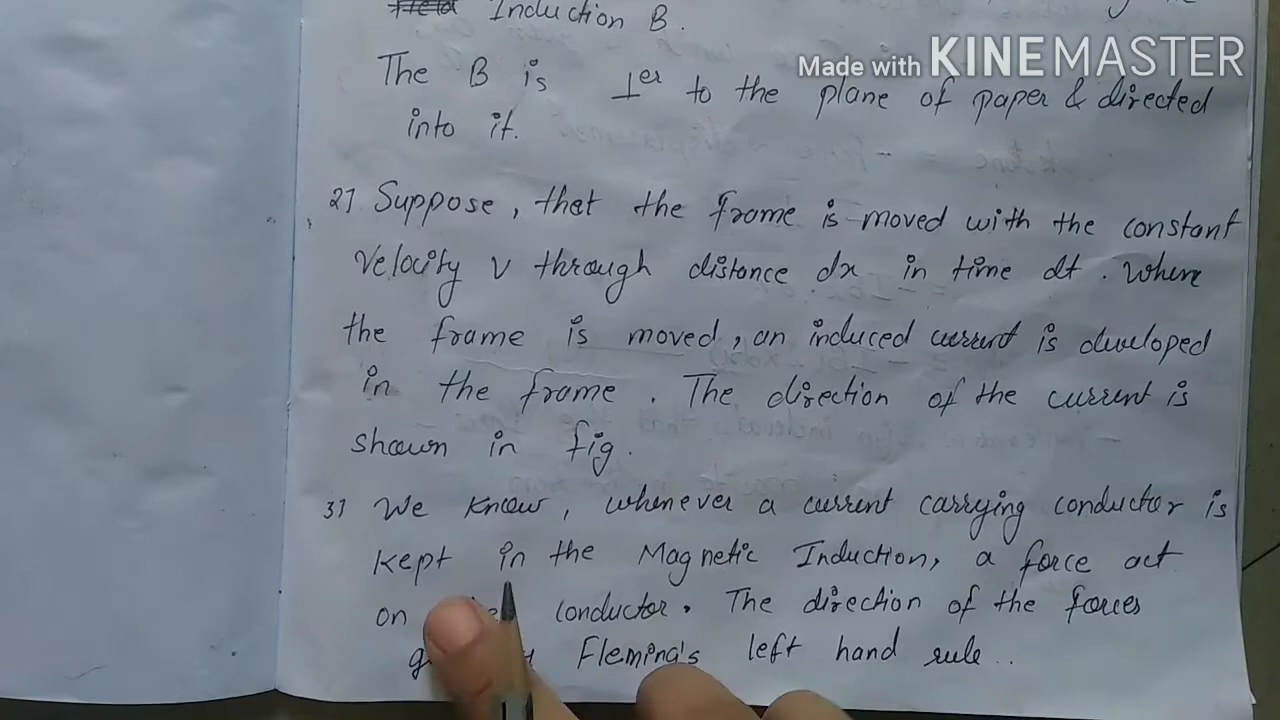 Induction B.
Made with KINEMASTER
The B is ⊥er to the plane of paper & directed
into it.
2] Suppose, that the frame is moved with the constant
Velocity v through distance dx in time dt. Where
the frame is moved, an induced current is developed
in the frame. The direction of the current is
shown in fig.
3] We know, whenever a current carrying conductor is
kept in the Magnetic Induction, a force act
on conductor. The direction of the forces
Fleming's left hand rule..